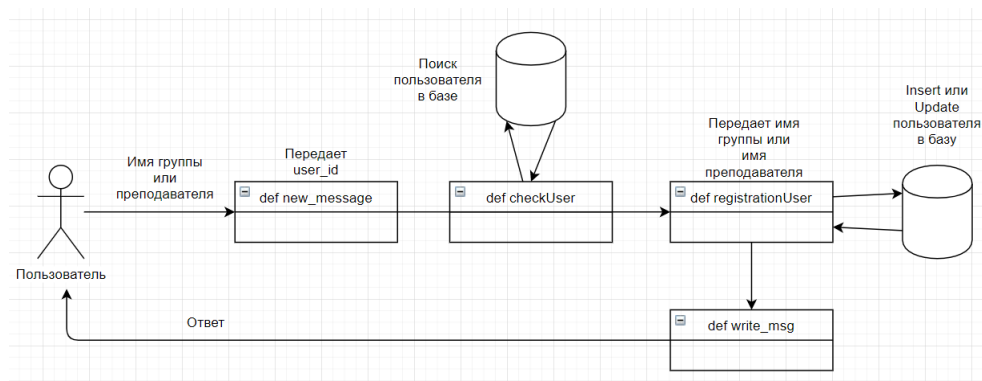 Поиск
пользователя
в базе
Insert или
Update
пользователя
в базу
Передает имя
группы или
имя
преподавателя
Имя группы
или
преподавателя
Передает
user_id
def new_message
def checkUser
def registrationUser
Пользователь
Ответ
def write_msg